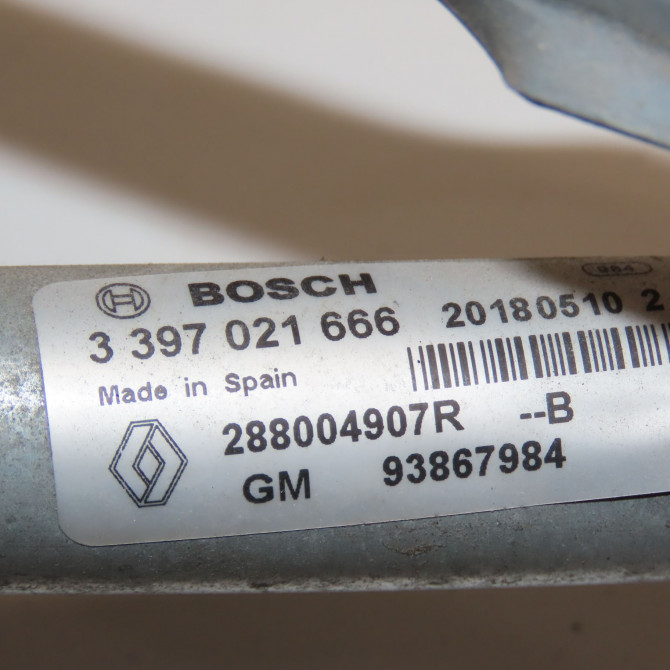 BOSCH
3 397 021 666 20180510 2
Made in Spain
288004907R --B
GM 93867984